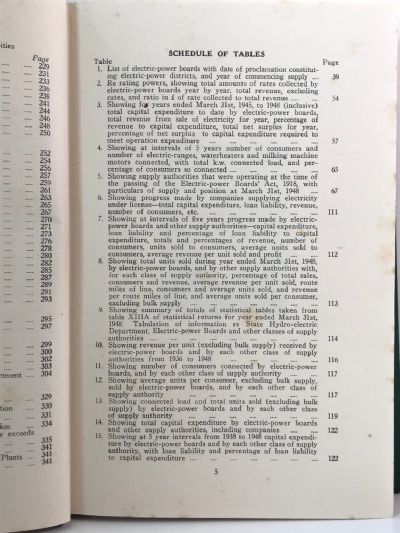 ities
Page
229
231
233
237
238
241
244
248
250
252
254
256
257
259
261
263
265
267
270
271
273
274
276
278
280
282
285
290
291
293
295
297
300
302
303
tment 304
329
tion 330
tion 334
y exceeds
335
341
Plants 341
SCHEDULE OF TABLES
Table Page
1. List of electric-power boards with date of proclamation constitut-
ing electric-power districts, and year of commencing supply 39
2. Re rating powers, showing total amounts of rates collected by
electric-power boards year by year, total revenue, excluding
rates, and ratio in £ of rate collected to total revenue 54
3. Showing for years ended March 31st, 1945, to 1948 (inclusive)
total capital expenditure to date by electric-power boards,
total revenue from sale of electricity for year, percentage of
revenue to capital expenditure, total net surplus for year,
percentage of net surplus to capital expenditure required to
meet operation expenditure 57
4. Showing at intervals of 5 years number of consumers and
number of electric-ranges, waterheaters and milking machine
motors connected, with total k.w. connected load, and per-
centage of consumers so connected 65
5. Showing supply authorities that were operating at the time of
the passing of the Electric-power Boards' Act, 1918, with
particulars of supply and position at March 31st, 1948 67
6. Showing progress made by companies supplying electricity
under license—total capital expenditure, loan liability, revenue,
number of consumers, etc. 111
7. Showing at intervals of five years progress made by electric-
power boards and other supply authorities—capital expenditure,
loan liability and percentage of loan liability to capital
expenditure, totals and percentages of revenue, number of
consumers, units sold to consumers, average units sold to
consumers, average revenue per unit sold and profit 112
8. Showing total units sold during year ended March 31st, 1948,
by electric-power boards, and by other supply authorities with,
for each class of supply authority, percentage of total sales,
consumers and revenue, average revenue per unit sold, route
miles of line, consumers and average units sold, and revenue
per route mile of line, and average units sold per consumer,
excluding bulk supply 113
9. Showing summary of totals of statistical tables taken from
table XIIIA of statistical returns for year ended March 31st,
1948. Tabulation of information re State Hydro-electric
Department, Electric-power Boards and other classes of supply
authorities 114
10. Showing revenue per unit (excluding bulk supply) received by
electric-power boards and by each other class of supply
authorities from 1936 to 1948 116
11. Showing number of consumers connected by electric-power
boards, and by each other class of supply authority 117
12. Showing average units per consumer, excluding bulk supply,
sold by electric-power boards, and by each other class of
supply authority 117
13. Showing connected load and total units sold (excluding bulk
supply) by electric-power boards and by each other class
of supply authority 119
14. Showing total capital expenditure by electric-power boards
and other supply authorities, including companies 122
15. Showing at 5 year intervals from 1938 to 1948 capital expendi-
ture by electric-power boards and by each other class of supply
authority, with loan liability and percentage of loan liability
to capital expenditure 122
5